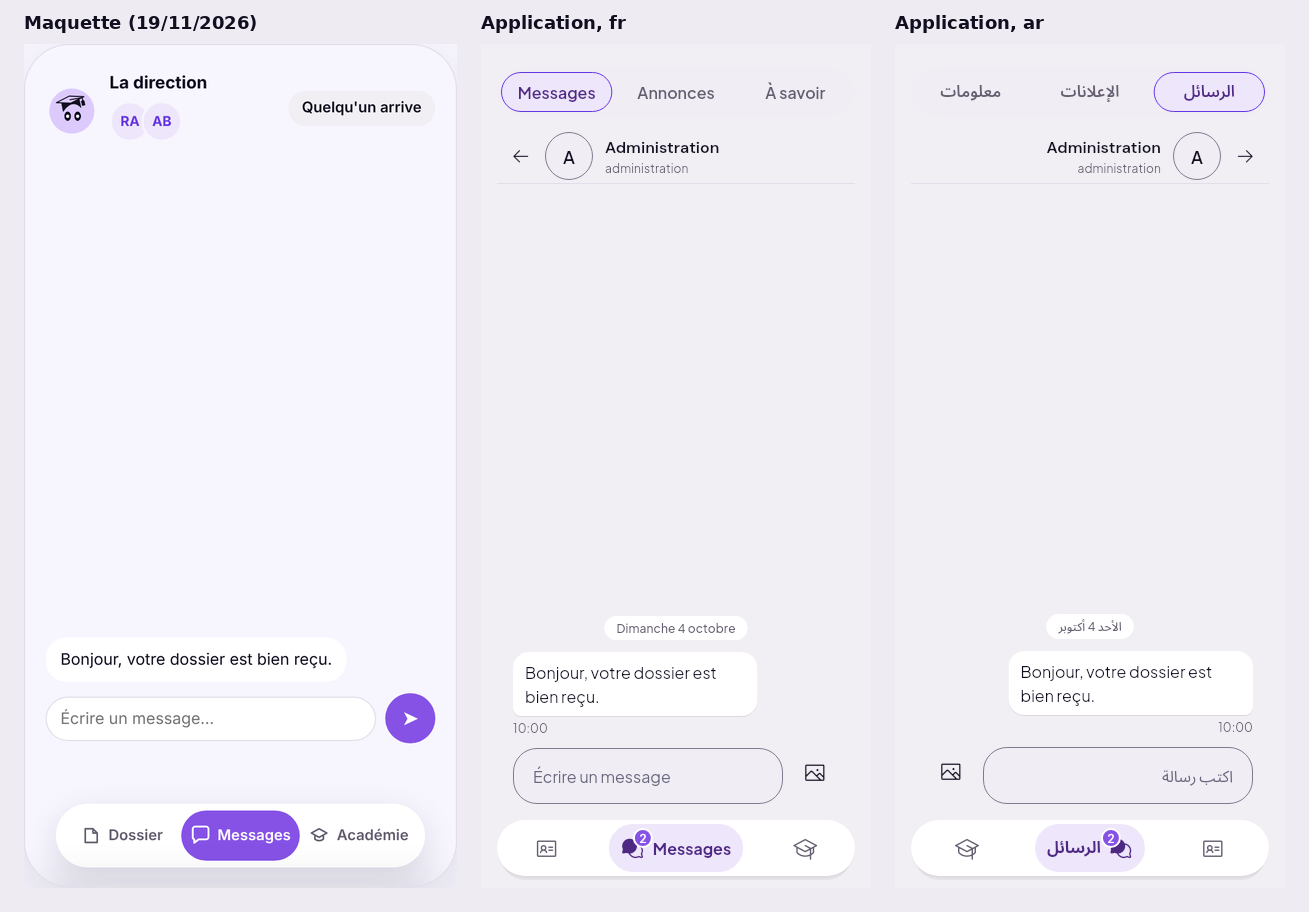 Maquette (19/11/2026)
La direction
RA AB
Quelqu'un arrive
Bonjour, votre dossier est bien reçu.
Écrire un message...
Dossier Messages Académie
Application, fr
Messages Annonces À savoir
A
Administration
administration
Dimanche 4 octobre
Bonjour, votre dossier est
bien reçu.
10:00
Écrire un message
2
Messages
Application, ar
الرسائل الإعلانات معلومات
A
Administration
administration
الأحد 4 أكتوبر
Bonjour, votre dossier est
bien reçu.
10:00
اكتب رسالة
2
الرسائل